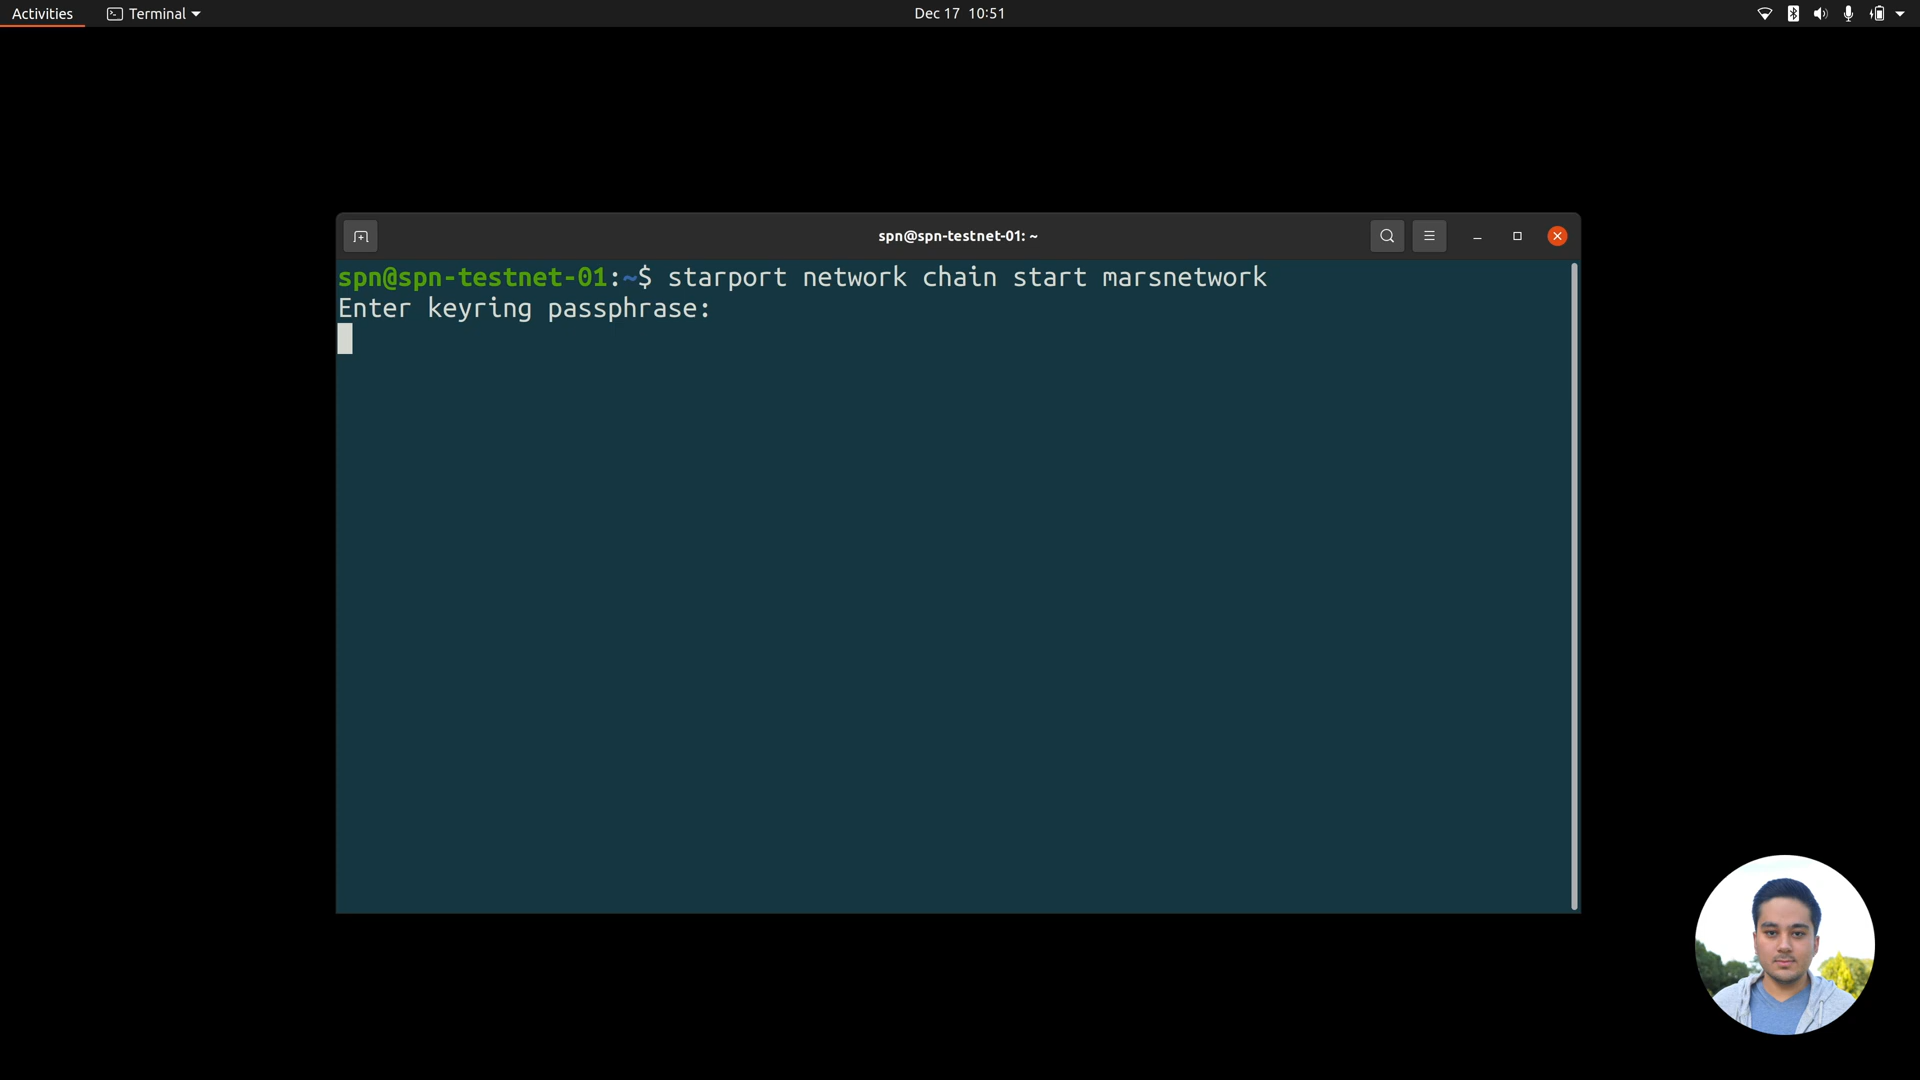 Activities
Terminal
Dec 17 10:51
spn@spn-testnet-01: ~
spn@spn-testnet-01:~$ starport network chain start marsnetwork
Enter keyring passphrase: